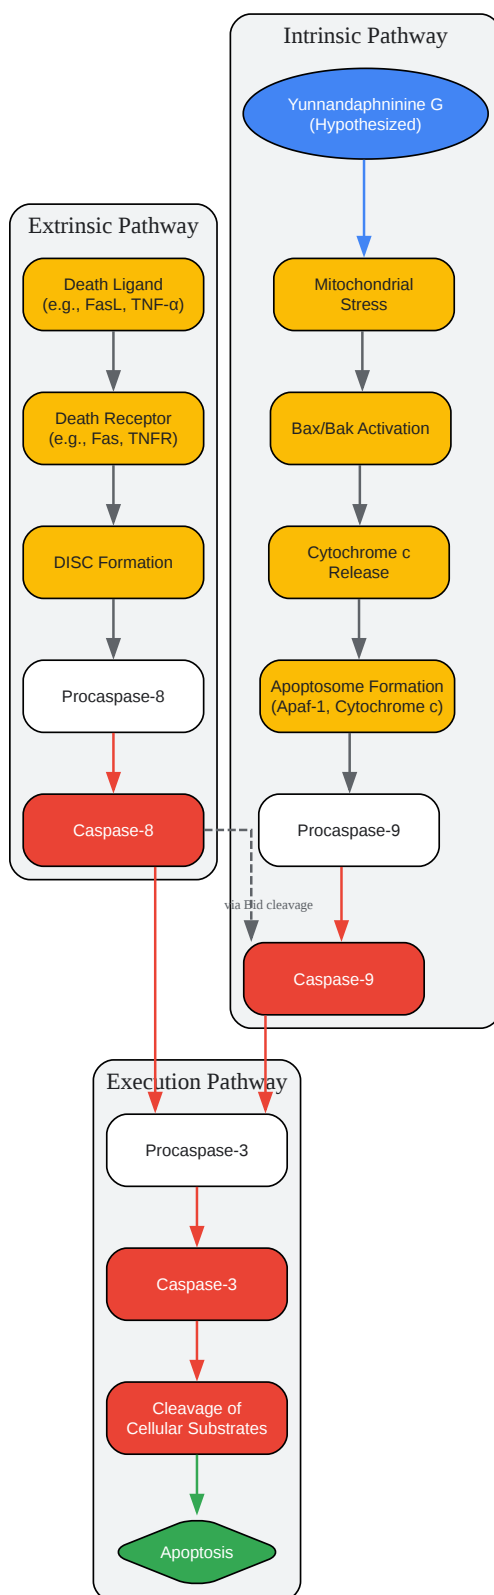 Intrinsic Pathway
Yunnandaphninine G
(Hypothesized)
Extrinsic Pathway
Death Ligand
(e.g., FasL, TNF-α)
Mitochondrial
Stress
Death Receptor
(e.g., Fas, TNFR)
Bax/Bak Activation
DISC Formation
Cytochrome c
Release
Procaspase-8
Apoptosome Formation
(Apaf-1, Cytochrome c)
Caspase-8
Procaspase-9
via Bid cleavage
Caspase-9
Execution Pathway
Procaspase-3
Caspase-3
Cleavage of
Cellular Substrates
Apoptosis